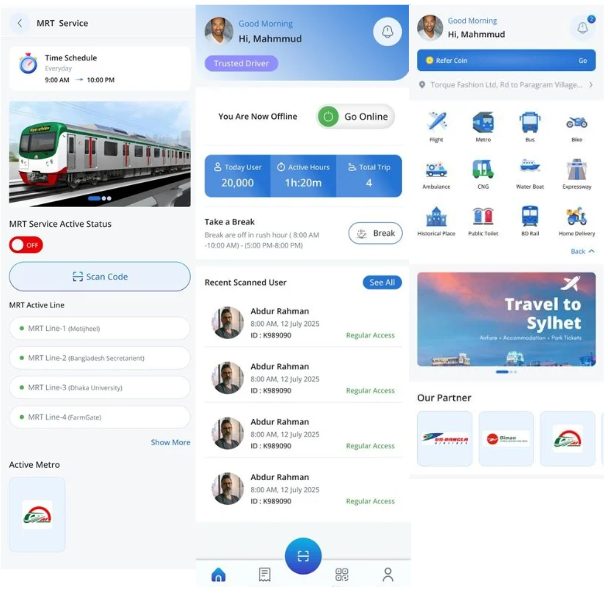 MRT Service
Time Schedule
Everyday
9:00 AM → 10:00 PM
MRT Service Active Status
OFF
Scan Code
MRT Active Line
MRT Line-1 (Motijheel)
MRT Line-2 (Bangladesh Secretarient)
MRT Line-3 (Dhaka University)
MRT Line-4 (FarmGate)
Show More
Active Metro
Good Morning
Hi, Mahmmud
Trusted Driver
You Are Now Offline
Go Online
Today User
Active Hours
Total Trip
20,000
1h:20m
4
Take a Break
Break are off in rush hour ( 8:00 AM
-10:00 AM) - (5:00 PM-8:00 PM)
Break
Recent Scanned User
See All
Abdur Rahman
8:00 AM, 12 July 2025
ID : K989090
Regular Access
Abdur Rahman
8:00 AM, 12 July 2025
ID : K989090
Regular Access
Abdur Rahman
8:00 AM, 12 July 2025
ID : K989090
Regular Access
Abdur Rahman
8:00 AM, 12 July 2025
ID : K989090
Regular Access
Good Morning
Hi, Mahmmud
Refer Coin
Go
Torque Fashion Ltd, Rd to Paragram Village...
Flight
Metro
Bus
Bike
Ambulance
CNG
Water Boat
Expressway
Historical Place
Public Toilet
BD Rail
Home Delivery
Back
Travel to
Sylhet
Airfare • Accommodation • Park Tickets
Our Partner
US-BANGLA
AIRLINES
Biman